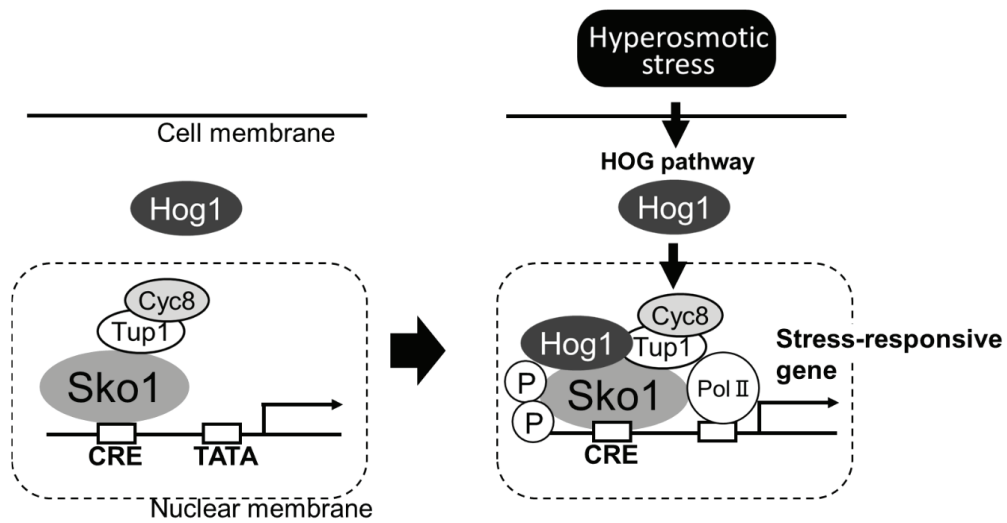 Cell membrane
Hog1
Cyc8
Tup1
Sko1
CRE
TATA
Nuclear membrane
Hyperosmotic
stress
HOG pathway
Hog1
Cyc8
Hog1
Tup1
Stress-responsive
gene
P
Sko1
Pol II
P
CRE